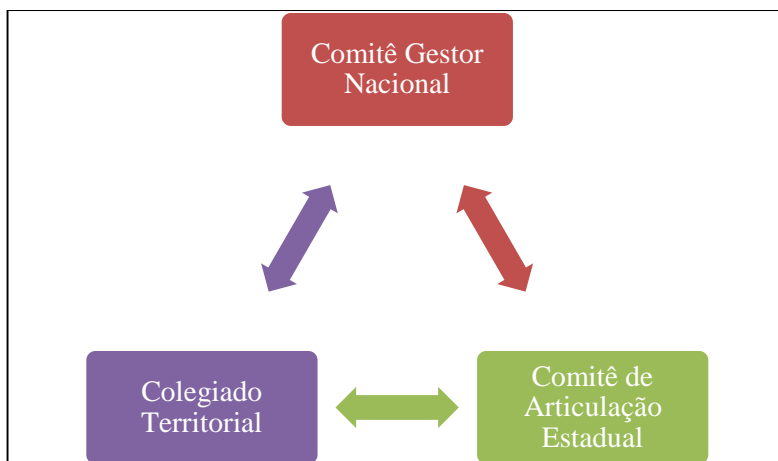 Comitê Gestor
Nacional
Colegiado
Territorial
Comitê de
Articulação
Estadual